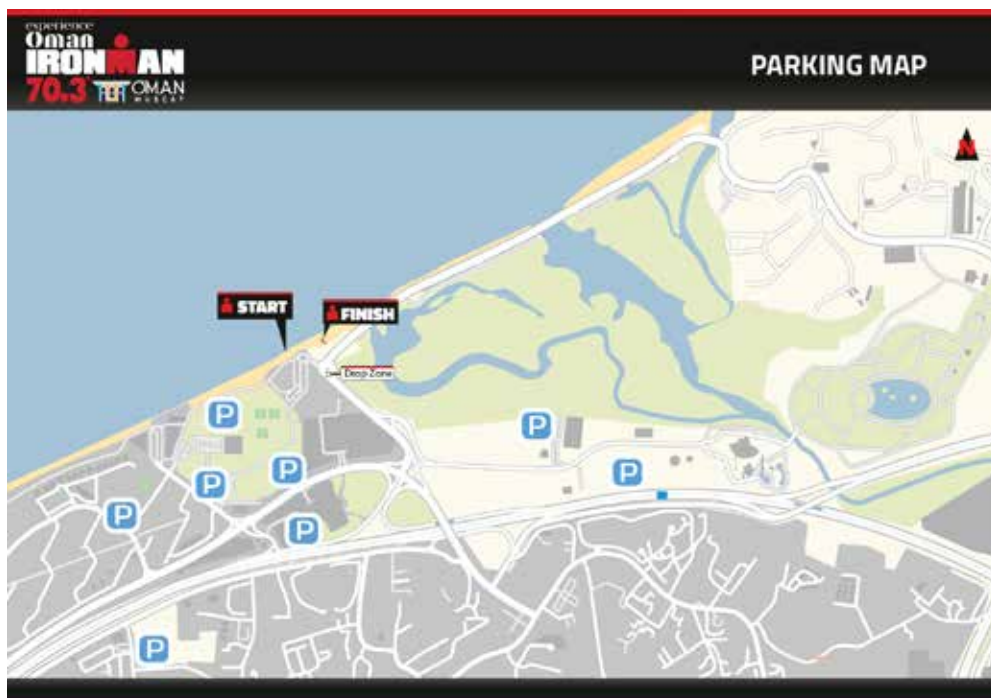 experience
Oman
IRONMAN
70.3
OMAN
MUSCAT
PARKING MAP
N
START
FINISH
Drop Zone
P
P
P
P
P
P
P
P